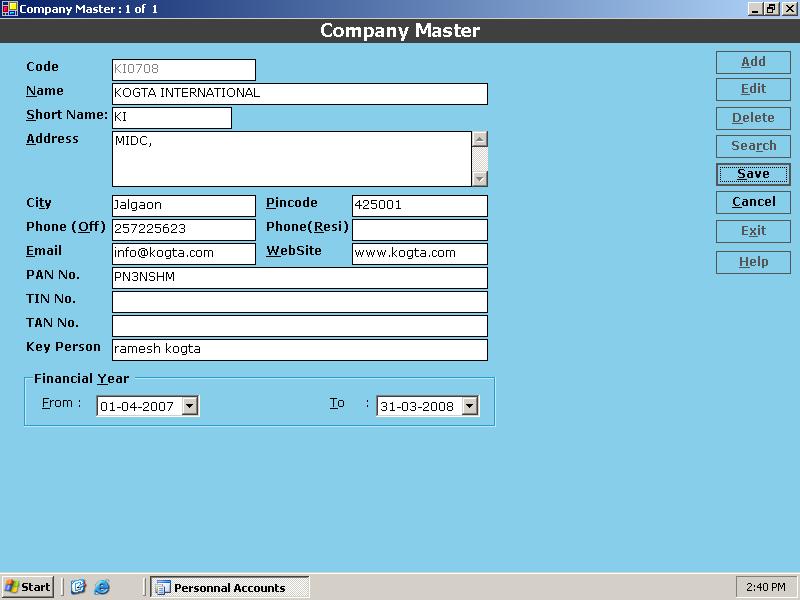 Company Master : 1 of 1
Company Master
Code KI0708 Add
Name KOGTA INTERNATIONAL Edit
Short Name: KI Delete
Address MIDC, Search
Save
City Jalgaon Pincode 425001 Cancel
Phone (Off) 257225623 Phone(Resi) Exit
Email info@kogta.com WebSite www.kogta.com Help
PAN No. PN3NSHM
TIN No.
TAN No.
Key Person ramesh kogta
Financial Year
From : 01-04-2007 To : 31-03-2008
Start Personnal Accounts 2:40 PM